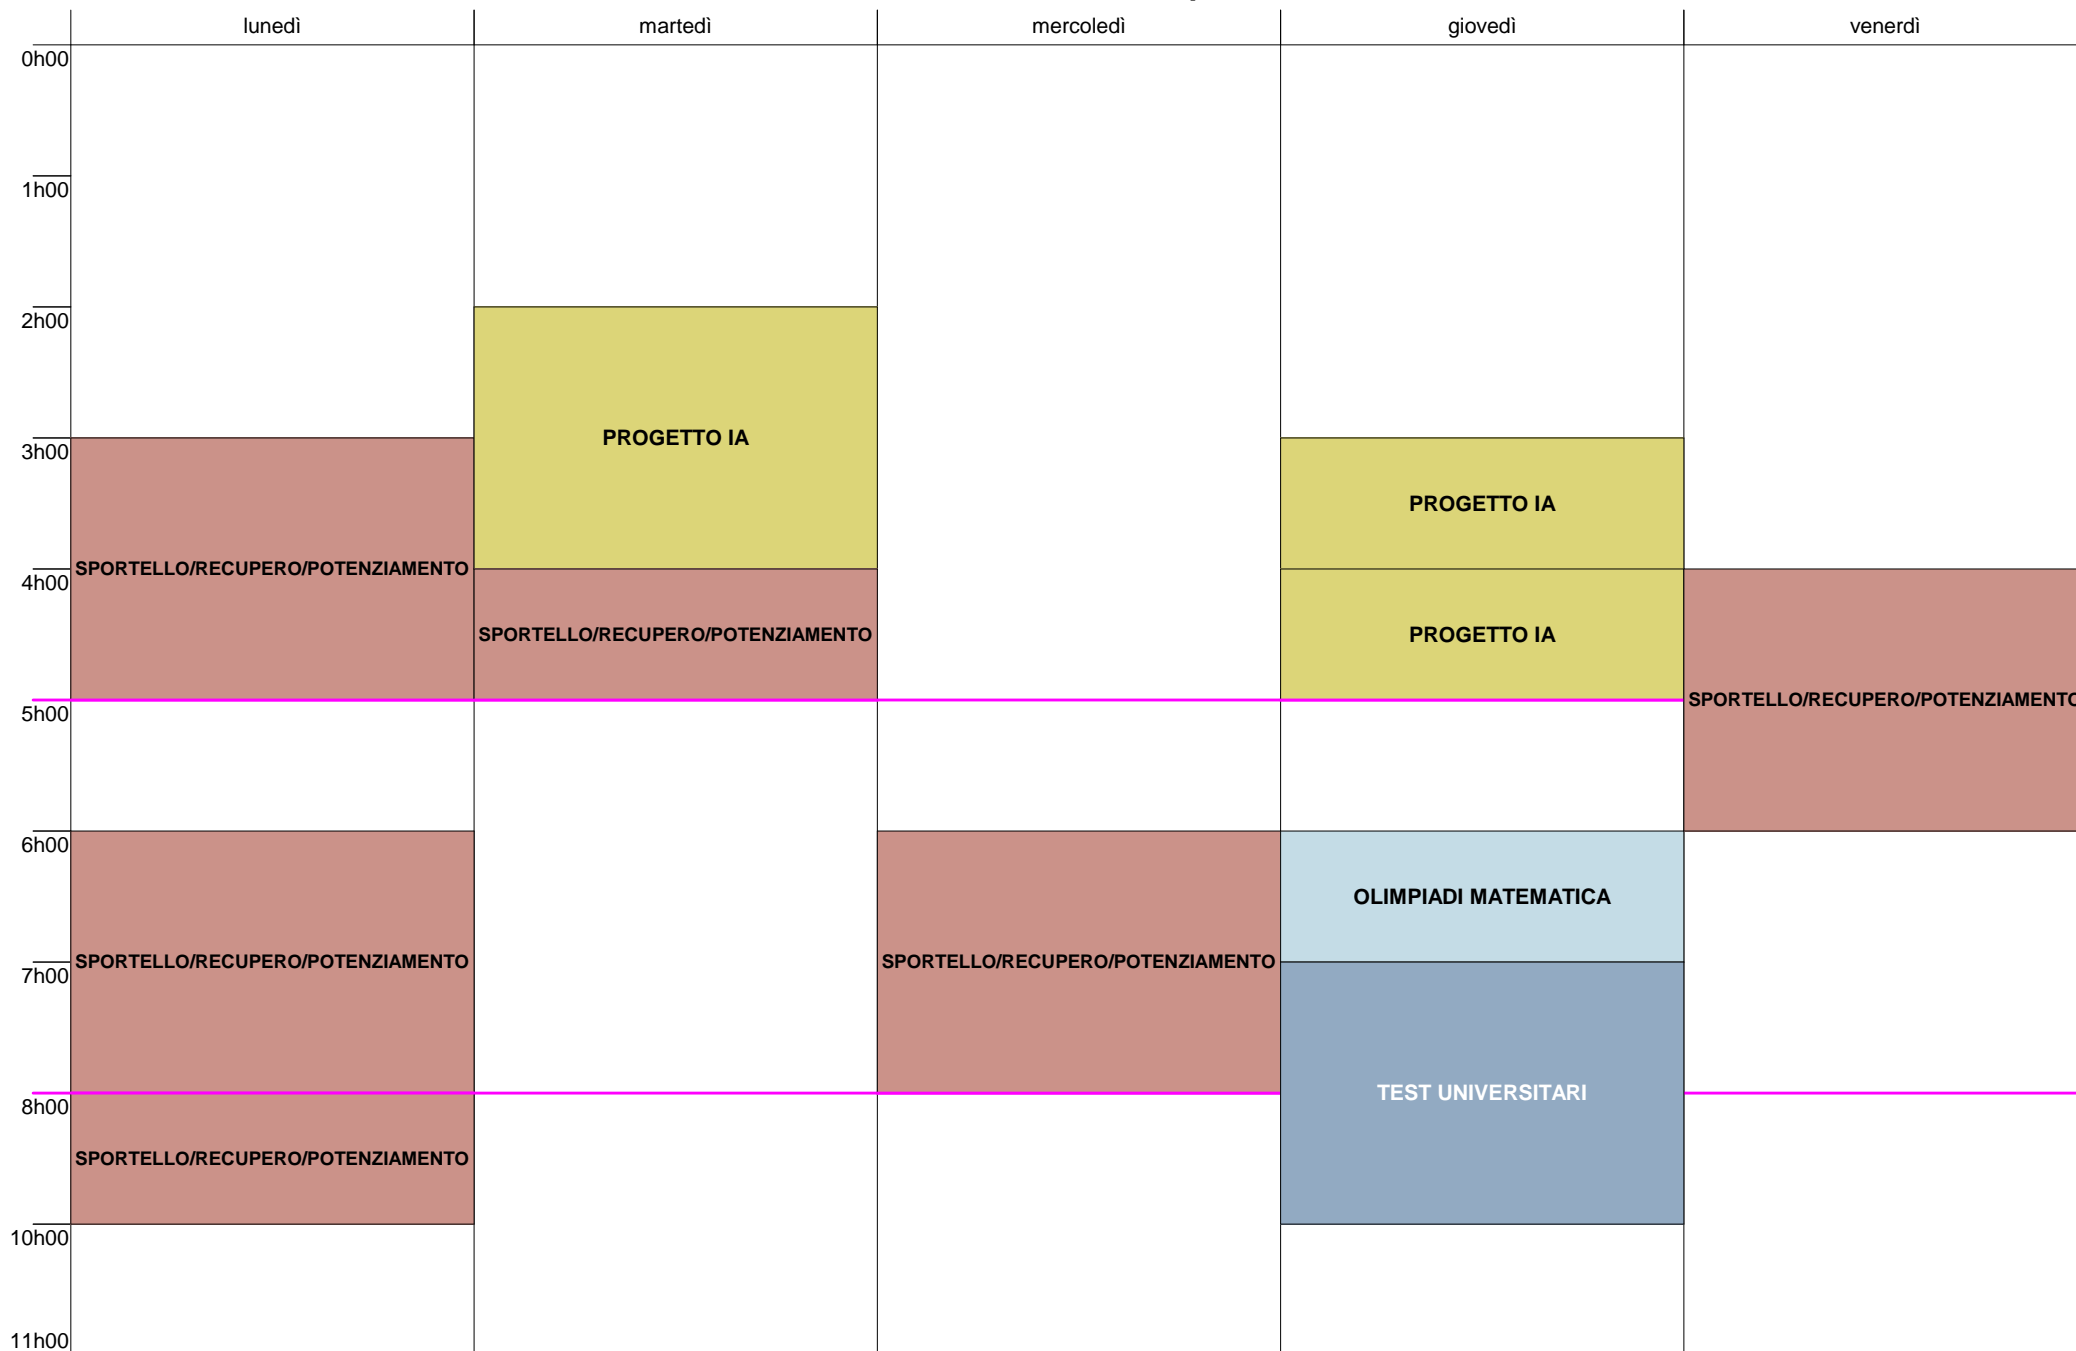 lunedì martedì mercoledì giovedì venerdì
0h00
1h00
2h00
PROGETTO IA
3h00
PROGETTO IA
SPORTELLO/RECUPERO/POTENZIAMENTO
4h00
SPORTELLO/RECUPERO/POTENZIAMENTO PROGETTO IA
SPORTELLO/RECUPERO/POTENZIAMENTO
5h00
6h00
OLIMPIADI MATEMATICA
SPORTELLO/RECUPERO/POTENZIAMENTO SPORTELLO/RECUPERO/POTENZIAMENTO
7h00
TEST UNIVERSITARI
8h00
SPORTELLO/RECUPERO/POTENZIAMENTO
10h00
11h00